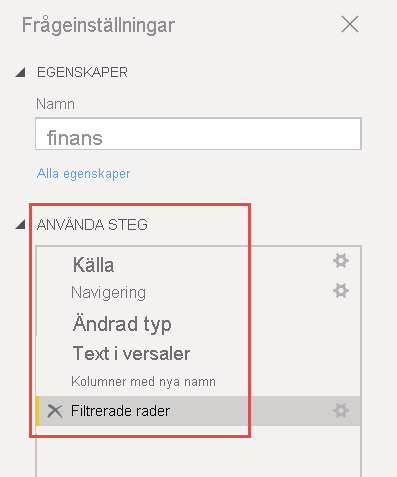 Frågeinställningar
EGENSKAPER
Namn
finans
Alla egenskaper
ANVÄNDA STEG
Källa
Navigering
Ändrad typ
Text i versaler
Kolumner med nya namn
Filtrerade rader